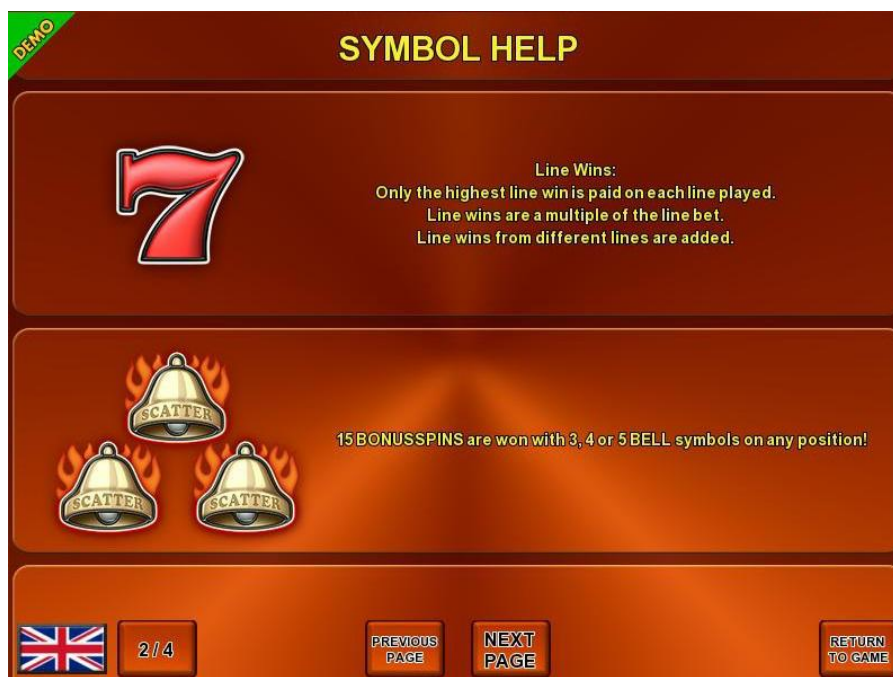 DEMO
SYMBOL HELP
Line Wins:
Only the highest line win is paid on each line played.
Line wins are a multiple of the line bet.
Line wins from different lines are added.
SCATTER
SCATTER
SCATTER
15 BONUSSPINS are won with 3, 4 or 5 BELL symbols on any position!
2 / 4
PREVIOUS
PAGE
NEXT
PAGE
RETURN
TO GAME